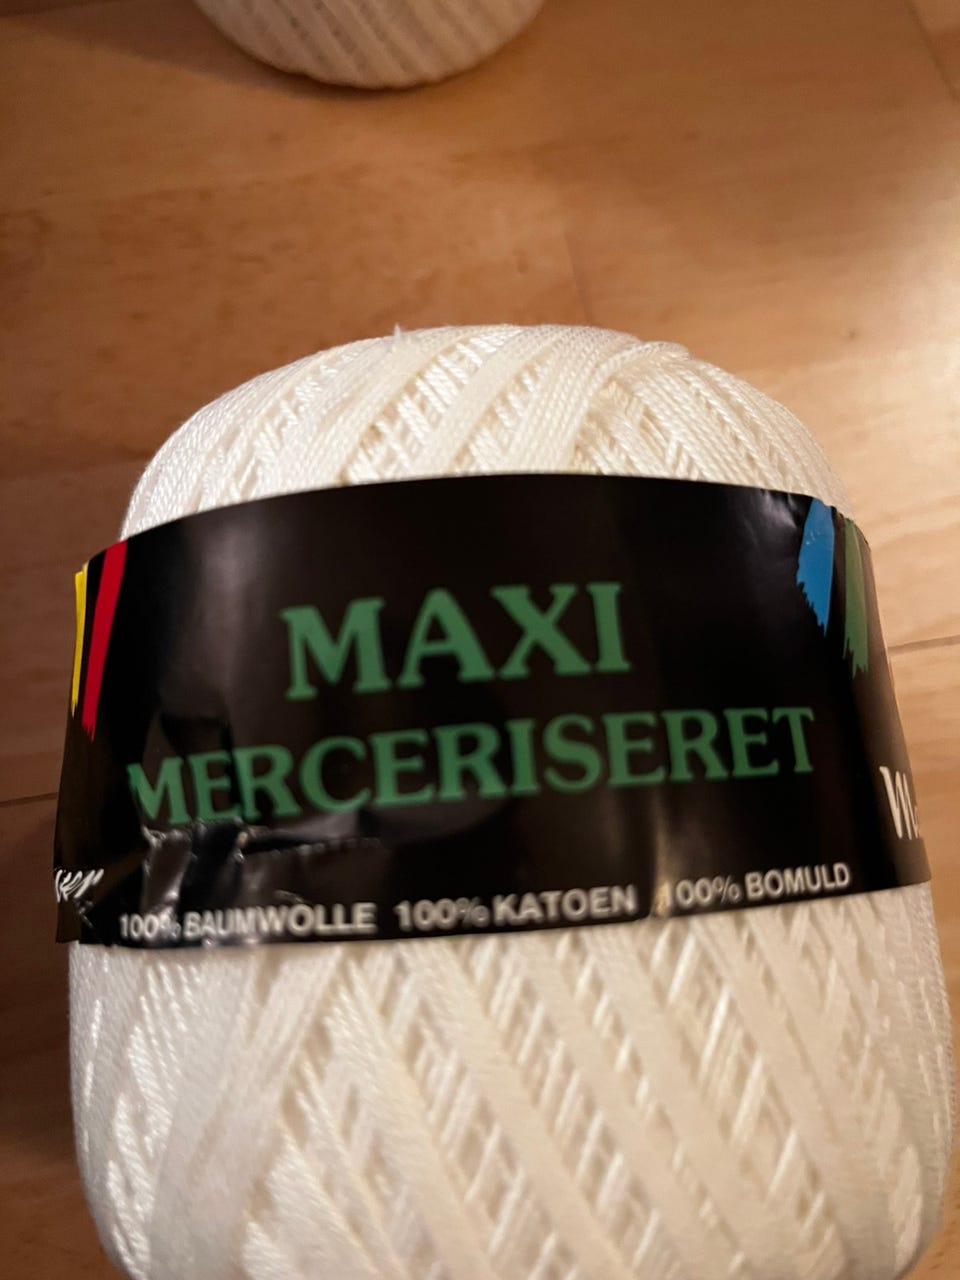 MAXI
MERCERISERET
100% BAUMWOLLE 100% KATOEN 100% BOMULD